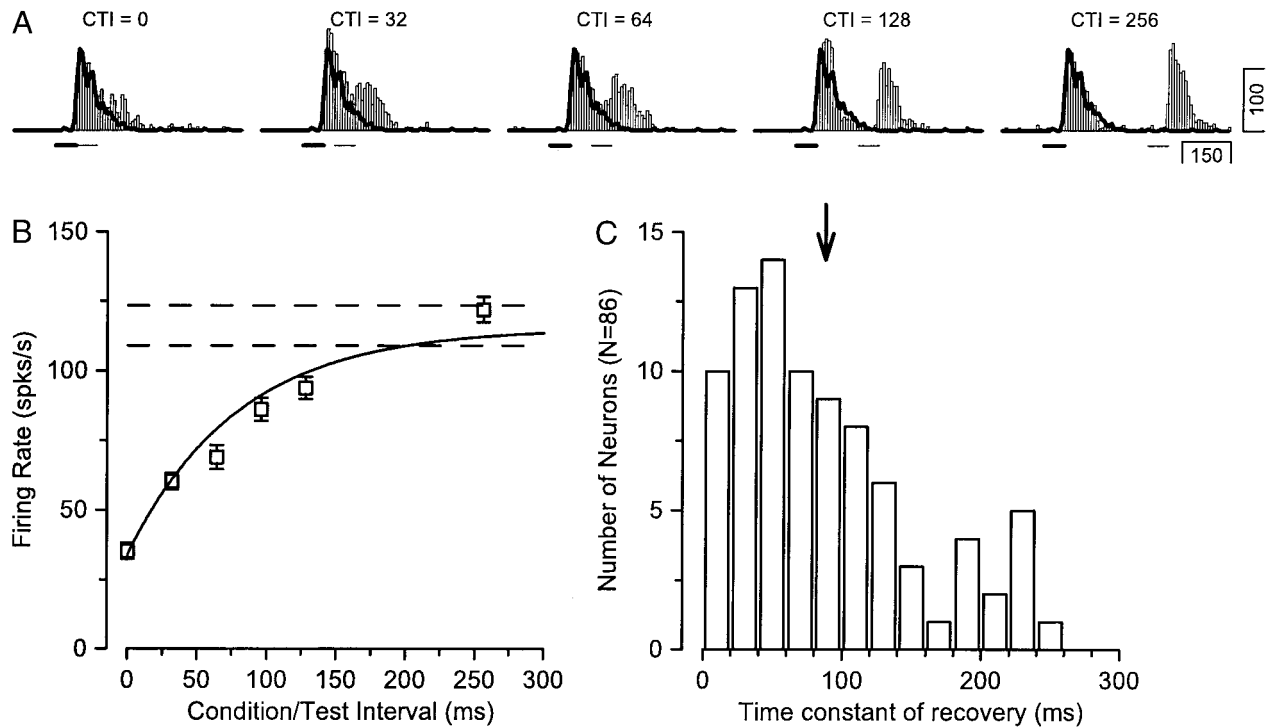 A
CTI = 0
CTI = 32
CTI = 64
CTI = 128
CTI = 256
100
150
B
150
100
50
0
Firing Rate (spks/s)
0 50 100 150 200 250 300
Condition/Test Interval (ms)
C
15
10
5
0
Number of Neurons (N=86)
0 100 200 300
Time constant of recovery (ms)